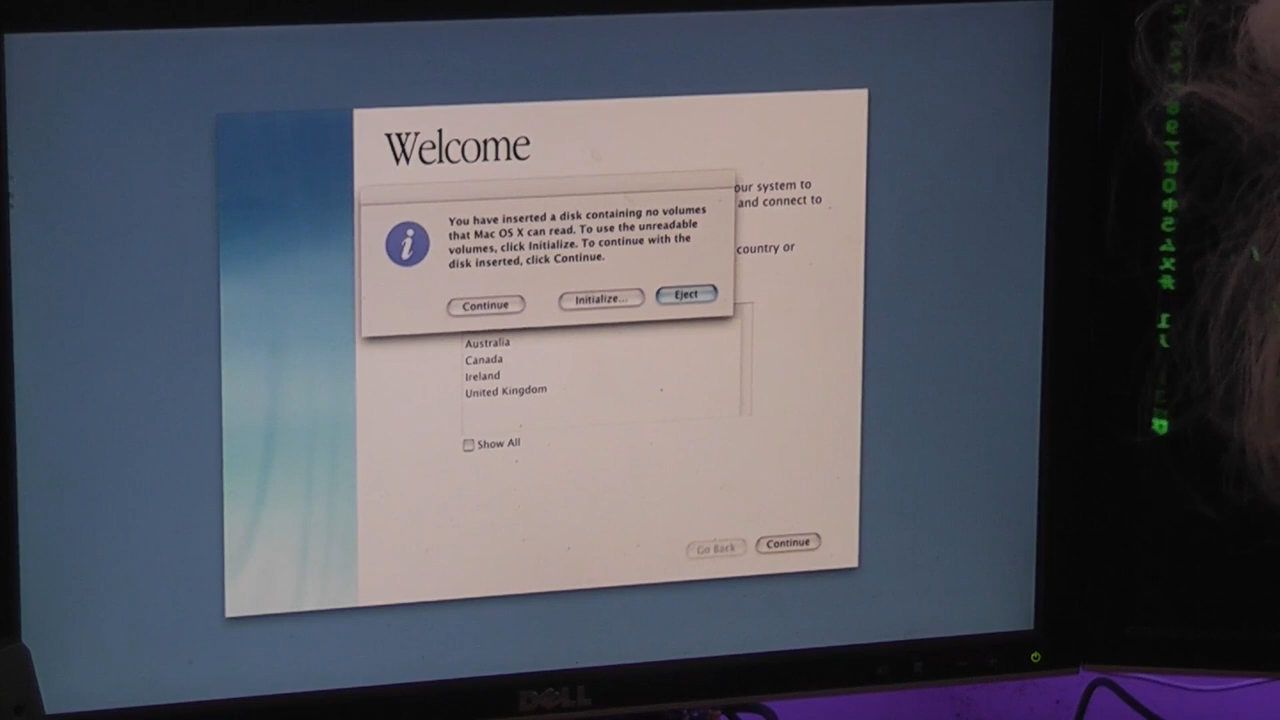 Welcome
our system to
and connect to
You have inserted a disk containing no volumes
that Mac OS X can read. To use the unreadable
volumes, click Initialize. To continue with the
disk inserted, click Continue.
country or
Continue
Initialize...
Eject
Australia
Canada
Ireland
United Kingdom
Show All
Go Back
Continue
DELL